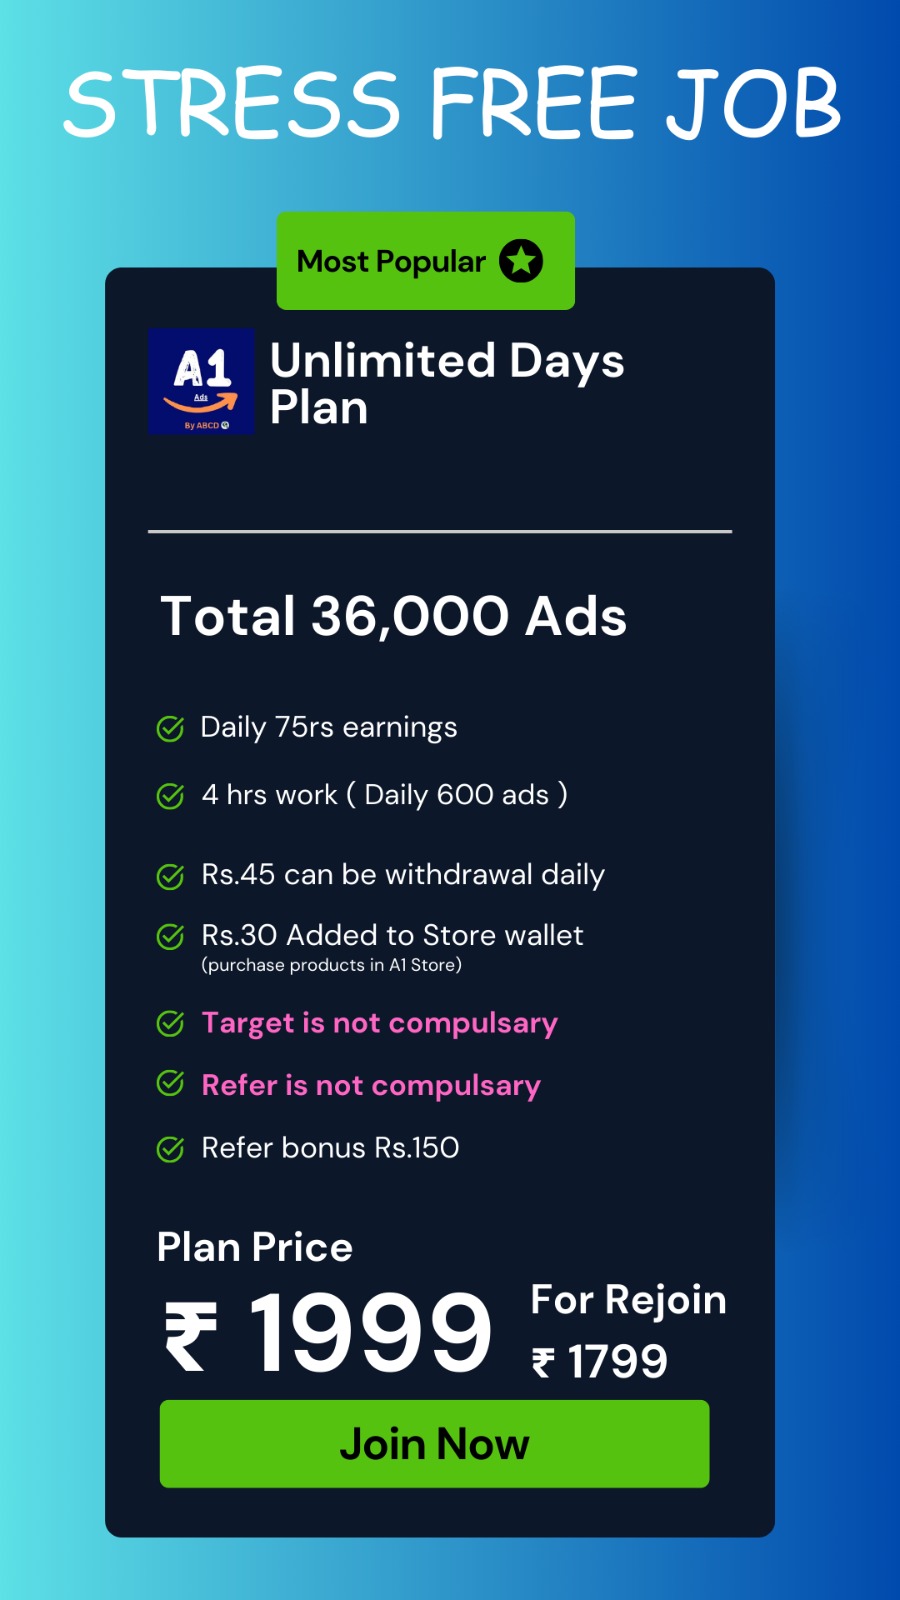 STRESS FREE JOB
Most Popular
A1
Ads
By ABCD
Unlimited Days
Plan
Total 36,000 Ads
Daily 75rs earnings
4 hrs work ( Daily 600 ads )
Rs.45 can be withdrawal daily
Rs.30 Added to Store wallet
(purchase products in A1 Store)
Target is not compulsary
Refer is not compulsary
Refer bonus Rs.150
Plan Price
₹ 1999
For Rejoin
₹ 1799
Join Now